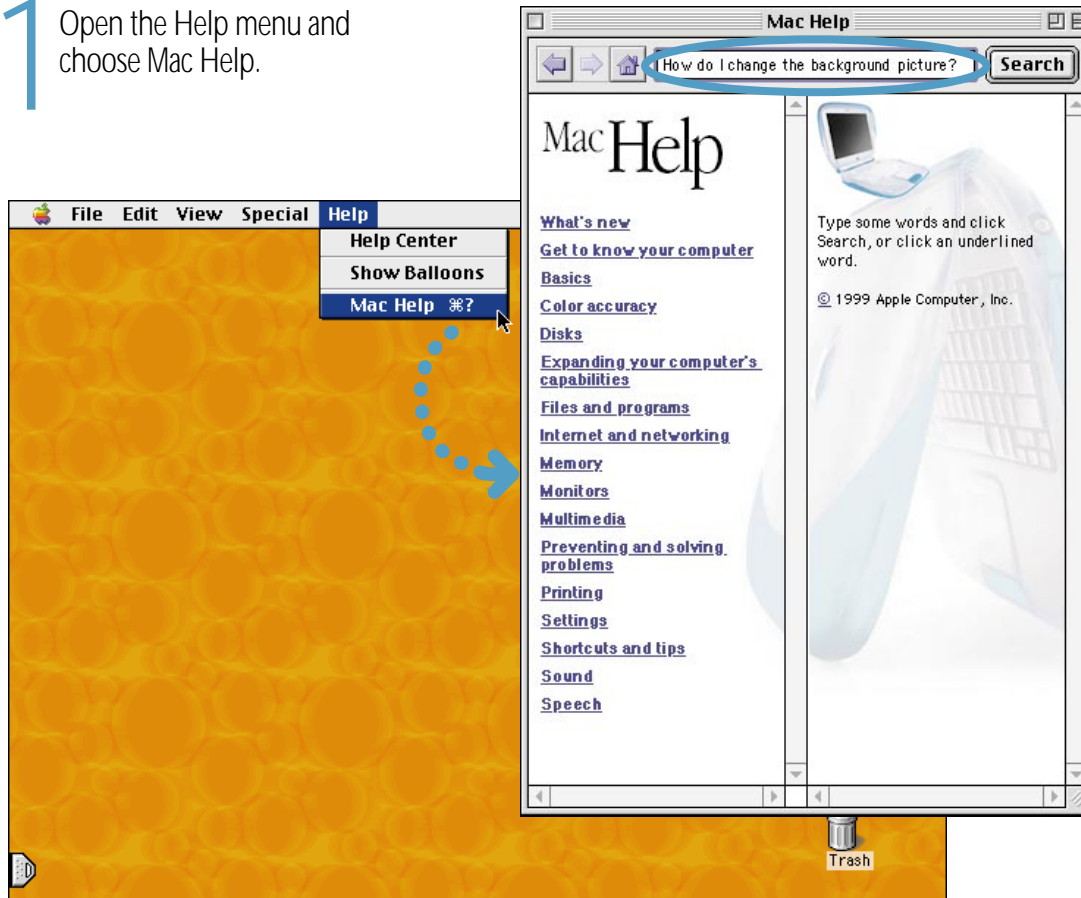 1
Open the Help menu and
choose Mac Help.
Mac Help
How do I change the background picture?
Search
Mac Help
What's new
Get to know your computer
Basics
Color accuracy
Disks
Expanding your computer's
capabilities
Files and programs
Internet and networking
Memory
Monitors
Multimedia
Preventing and solving
problems
Printing
Settings
Shortcuts and tips
Sound
Speech
Type some words and click
Search, or click an underlined
word.
© 1999 Apple Computer, Inc.
File Edit View Special Help
Help Center
Show Balloons
Mac Help ⌘?
Trash